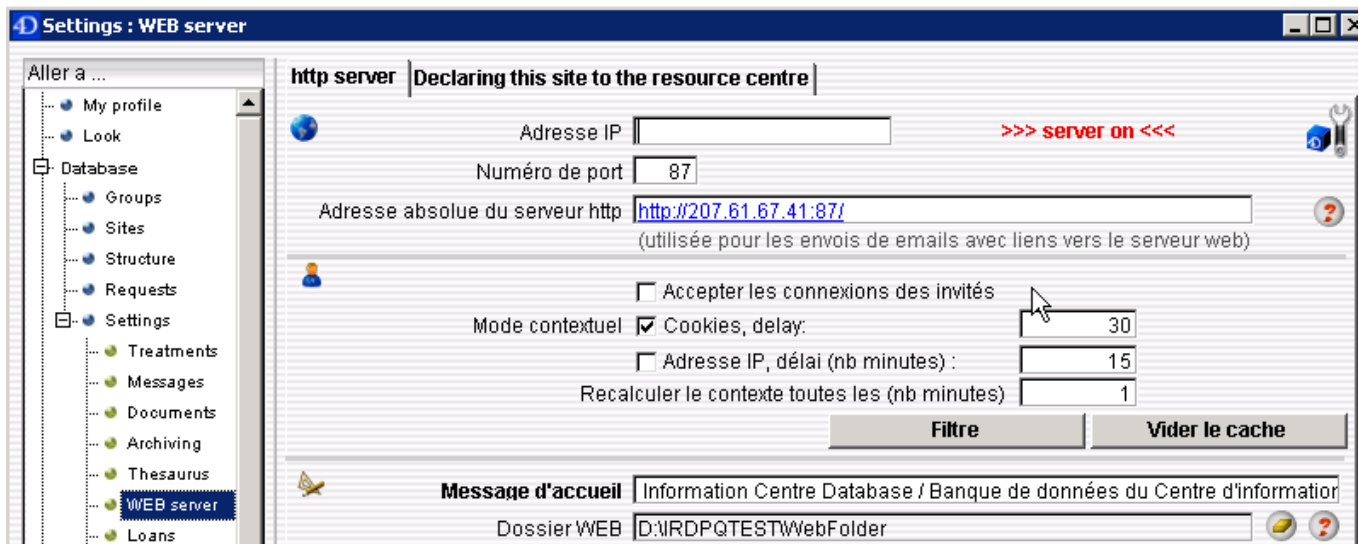 4D Settings : WEB server
Aller a ...
My profile
Look
Database
Groups
Sites
Structure
Requests
Settings
Treatments
Messages
Documents
Archiving
Thesaurus
WEB server
Loans
http server
Declaring this site to the resource centre
Adresse IP
>>> server on <<<
Numéro de port 87
Adresse absolue du serveur http http://207.61.67.41:87/
(utilisée pour les envois de emails avec liens vers le serveur web)
Accepter les connexions des invités
Mode contextuel Cookies, delay: 30
Adresse IP, délai (nb minutes) : 15
Recalculer le contexte toutes les (nb minutes) 1
Filtre
Vider le cache
Message d'accueil Information Centre Database / Banque de données du Centre d'information
Dossier WEB D:\IRDPQTEST\WebFolder